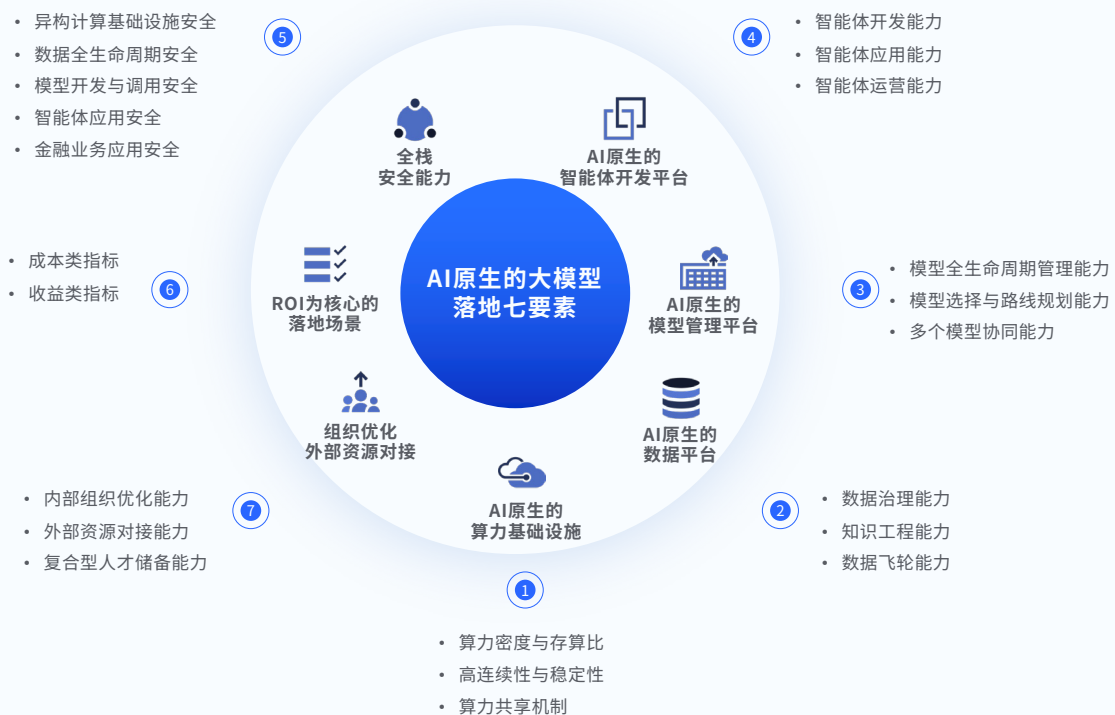 • 异构计算基础设施安全
• 数据全生命周期安全
• 模型开发与调用安全
• 智能体应用安全
• 金融业务应用安全
5
4
• 智能体开发能力
• 智能体应用能力
• 智能体运营能力
全栈
安全能力
AI原生的
智能体开发平台
• 成本类指标
• 收益类指标
6
ROI为核心的
落地场景
AI原生的大模型
落地七要素
AI原生的
模型管理平台
3
• 模型全生命周期管理能力
• 模型选择与路线规划能力
• 多个模型协同能力
组织优化
外部资源对接
AI原生的
数据平台
• 内部组织优化能力
• 外部资源对接能力
• 复合型人才储备能力
7
AI原生的
算力基础设施
2
• 数据治理能力
• 知识工程能力
• 数据飞轮能力
1
• 算力密度与存算比
• 高连续性与稳定性
• 算力共享机制